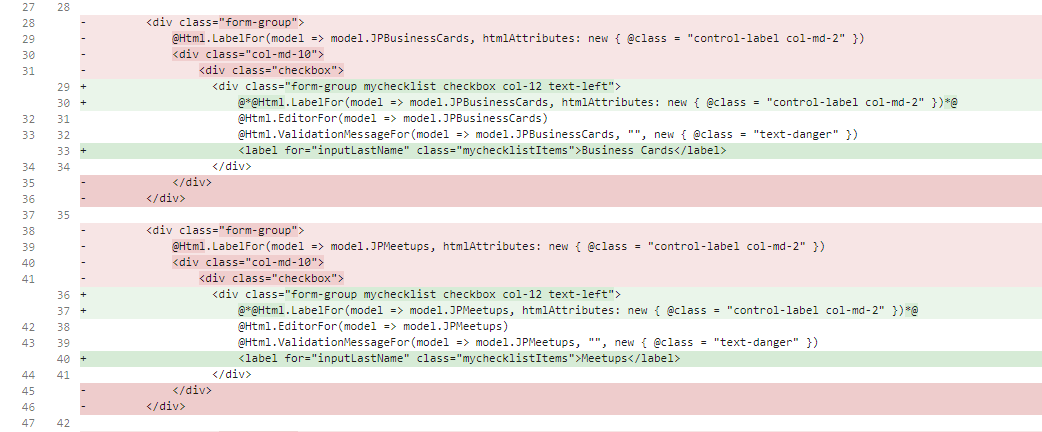 27 28
28 - <div class="form-group">
29 - @Html.LabelFor(model => model.JPBusinessCards, htmlAttributes: new { @class = "control-label col-md-2" })
30 - <div class="col-md-10">
31 - <div class="checkbox">
29 + <div class="form-group mychecklist checkbox col-12 text-left">
30 + @*@Html.LabelFor(model => model.JPBusinessCards, htmlAttributes: new { @class = "control-label col-md-2" })*@
32 31 @Html.EditorFor(model => model.JPBusinessCards)
33 32 @Html.ValidationMessageFor(model => model.JPBusinessCards, "", new { @class = "text-danger" })
33 + <label for="inputLastName" class="mychecklistItems">Business Cards</label>
34 34 </div>
35 - </div>
36 - </div>
37 35
38 - <div class="form-group">
39 - @Html.LabelFor(model => model.JPMeetups, htmlAttributes: new { @class = "control-label col-md-2" })
40 - <div class="col-md-10">
41 - <div class="checkbox">
36 + <div class="form-group mychecklist checkbox col-12 text-left">
37 + @*@Html.LabelFor(model => model.JPMeetups, htmlAttributes: new { @class = "control-label col-md-2" })*@
42 38 @Html.EditorFor(model => model.JPMeetups)
43 39 @Html.ValidationMessageFor(model => model.JPMeetups, "", new { @class = "text-danger" })
40 + <label for="inputLastName" class="mychecklistItems">Meetups</label>
44 41 </div>
45 - </div>
46 - </div>
47 42